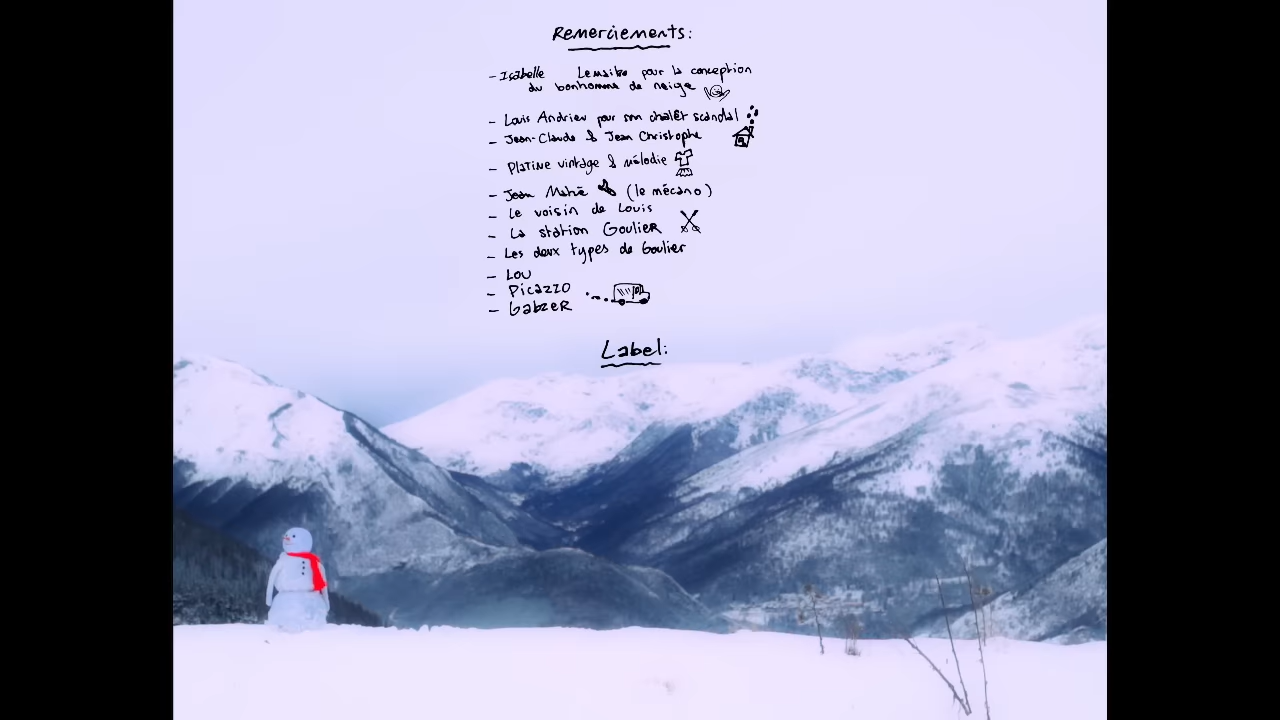 Remerciements:
- Isabelle Lemaitre pour la conception
du bonhomme de neige
- Louis Andrieu pour son chalet scandal
- Jean-Claude & Jean Christophe
- Platine vintage & mélodie
- Jean (le mécano)
- Le voisin de Louis
- La station Goulier
- Les deux types de Goulier
- Lou
- Picazzo
- Gabzer
Label: